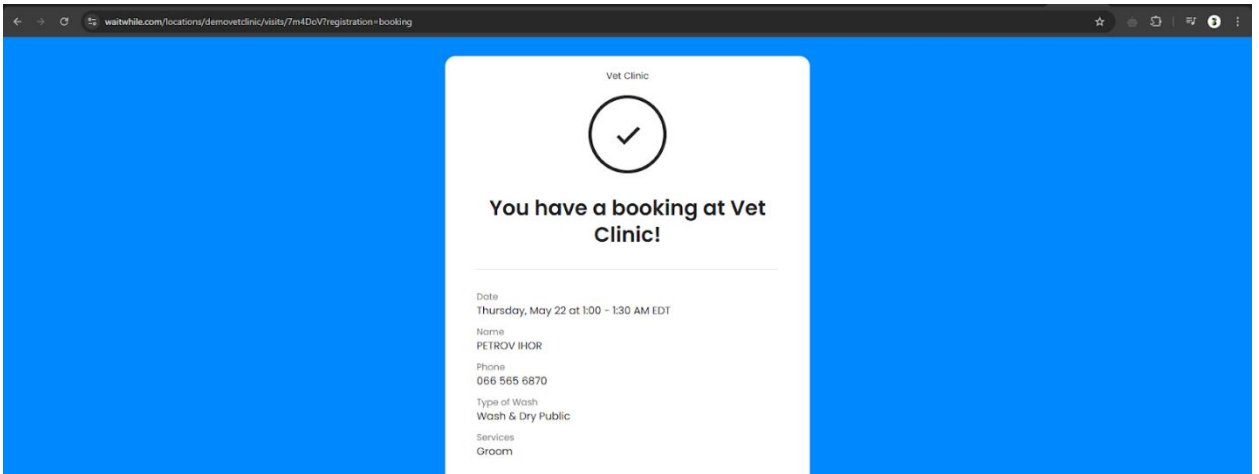 waitwhile.com/locations/demovetclinic/visits/7m4DoV?registration=booking
Vet Clinic
You have a booking at Vet
Clinic!
Date
Thursday, May 22 at 1:00 - 1:30 AM EDT
Name
PETROV IHOR
Phone
066 565 6870
Type of Wash
Wash & Dry Public
Services
Groom